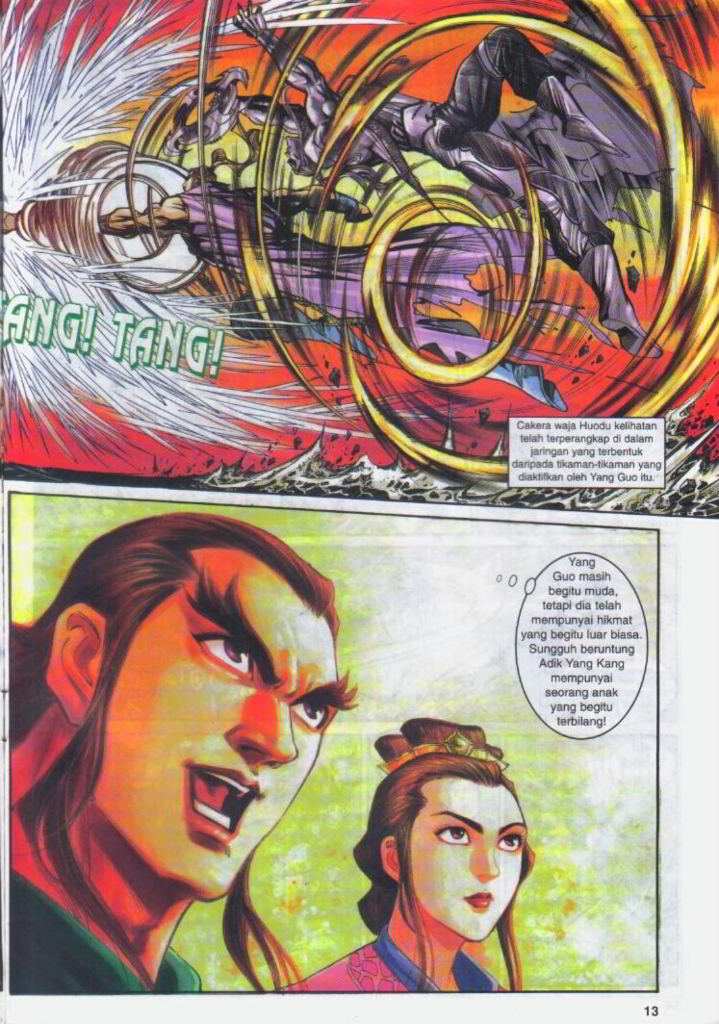 TANG! TANG!
Cakera waja Huodu kelihatan
telah terperangkap di dalam
jaringan yang terbentuk
daripada tikaman-tikaman yang
diaktifkan oleh Yang Guo itu.
Yang
Guo masih
begitu muda,
tetapi dia telah
mempunyai hikmat
yang begitu luar biasa.
Sungguh beruntung
Adik Yang Kang
mempunyai
seorang anak
yang begitu
terbilang!
13